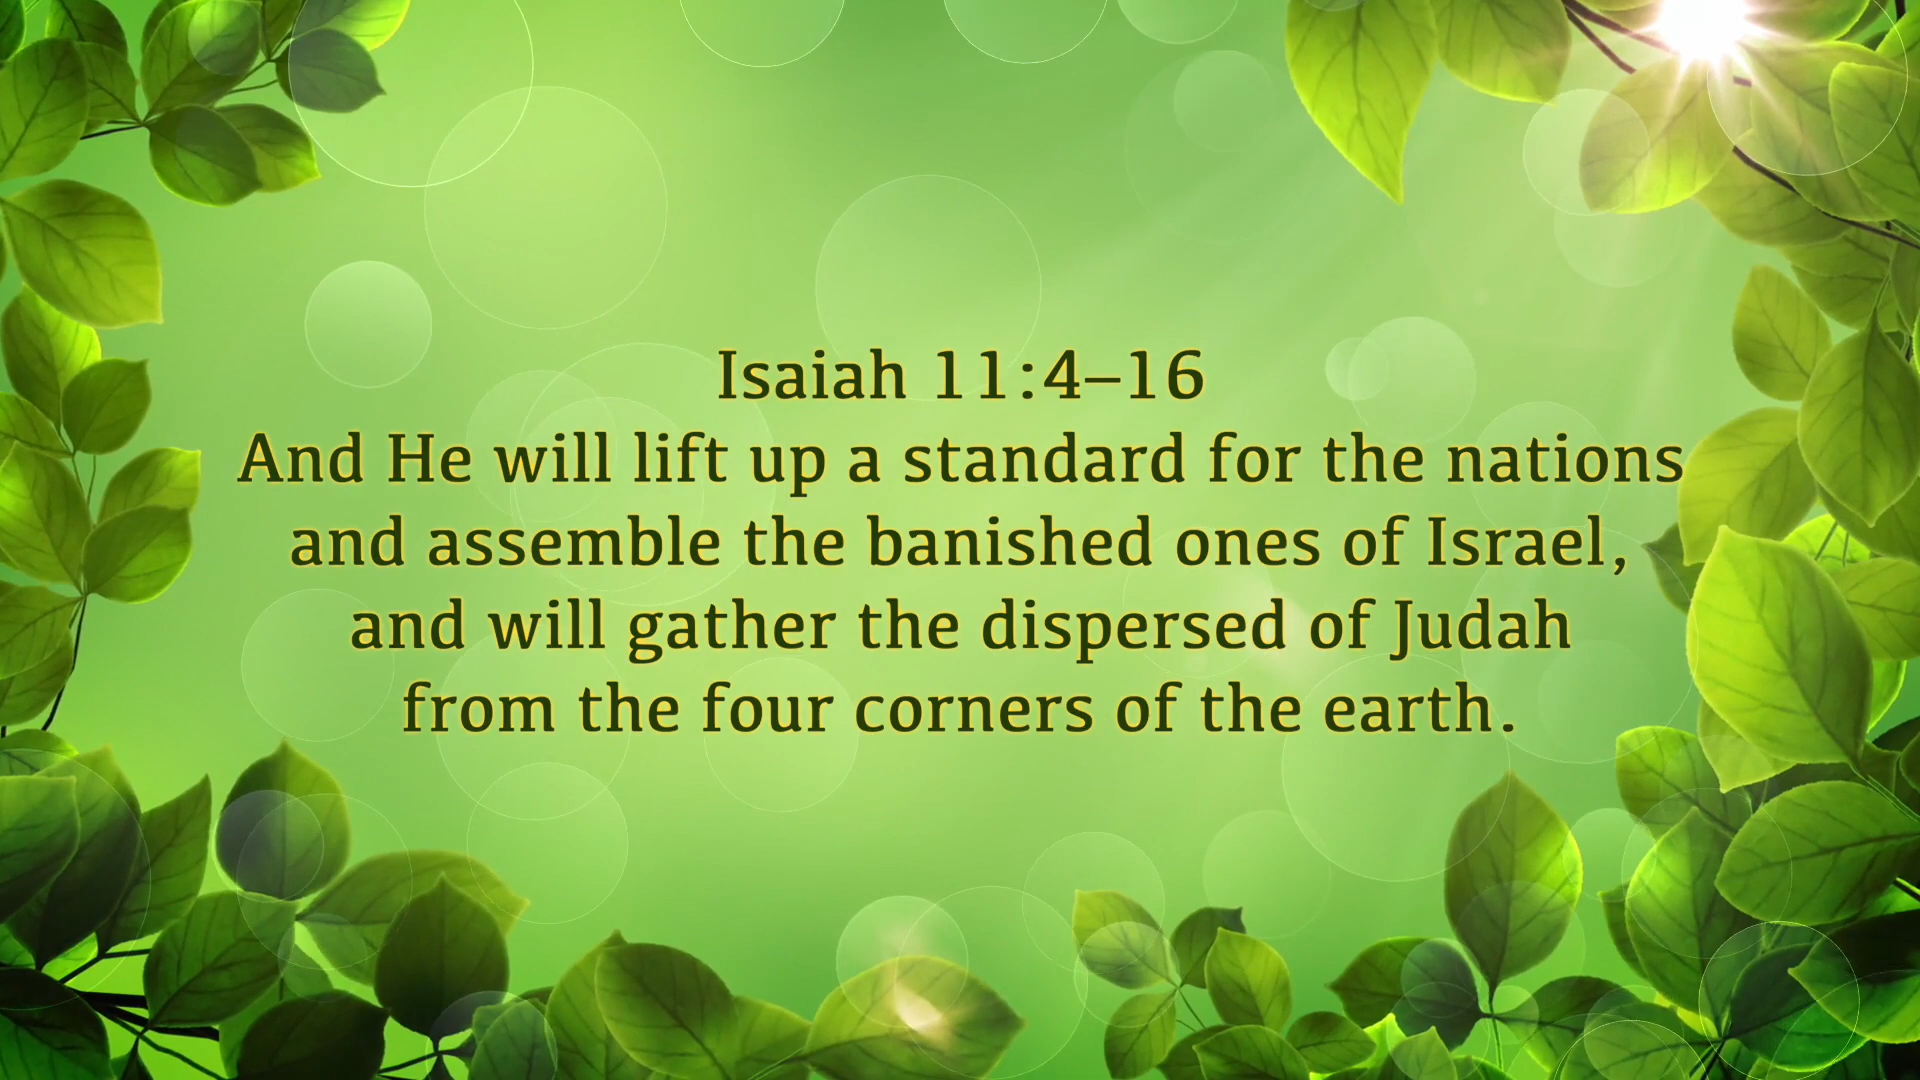 Isaiah 11:4–16
And He will lift up a standard for the nations
and assemble the banished ones of Israel,
and will gather the dispersed of Judah
from the four corners of the earth.